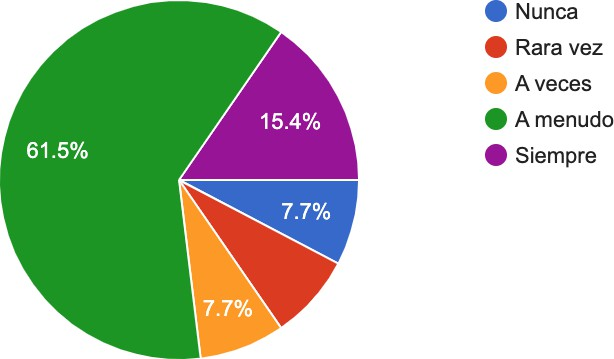 Nunca
Rara vez
A veces
A menudo
Siempre
15.4%
61.5%
7.7%
7.7%